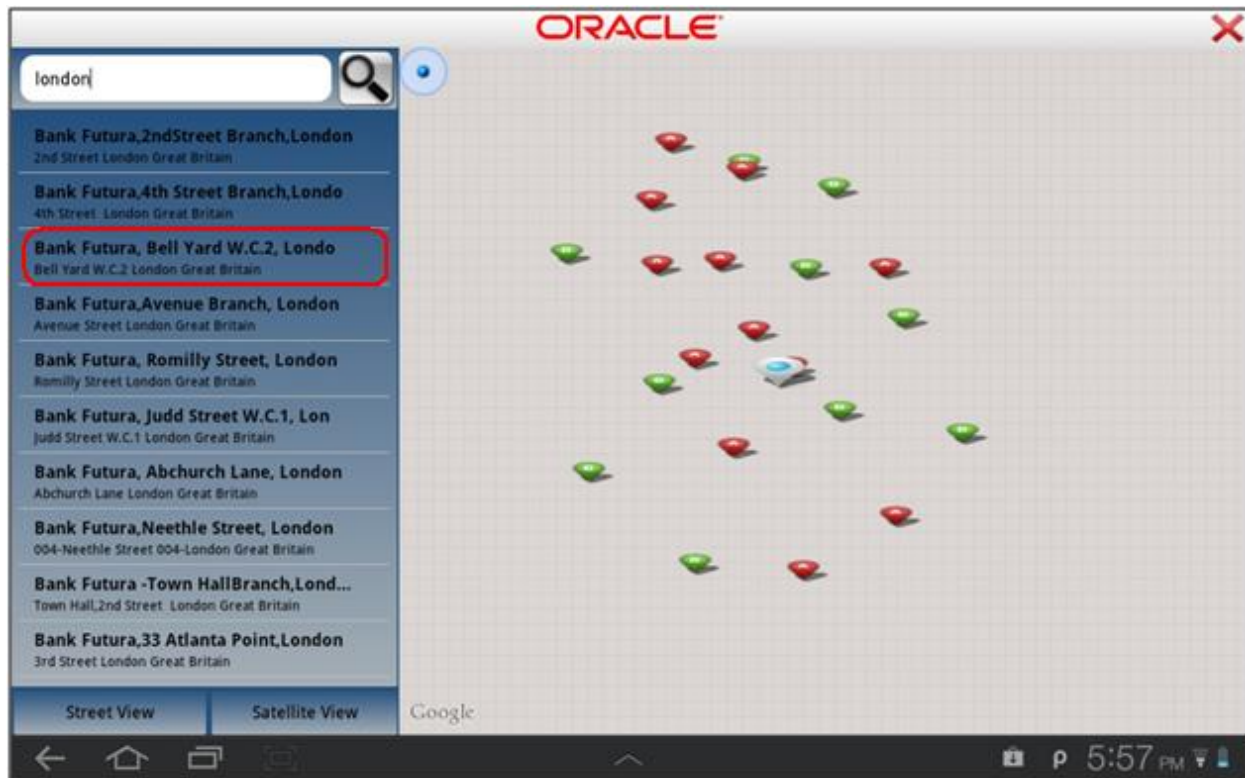 ORACLE
london
Bank Futura,2ndStreet Branch,London
2nd Street London Great Britain
Bank Futura,4th Street Branch,Londo
4th Street London Great Britain
Bank Futura, Bell Yard W.C.2, Londo
Bell Yard W.C.2 London Great Britain
Bank Futura,Avenue Branch, London
Avenue Street London Great Britain
Bank Futura, Romilly Street, London
Romilly Street London Great Britain
Bank Futura, Judd Street W.C.1, Lon
Judd Street W.C.1 London Great Britain
Bank Futura, Abchurch Lane, London
Abchurch Lane London Great Britain
Bank Futura,Neethle Street, London
004-Neethle Street 004-London Great Britain
Bank Futura -Town HallBranch,Lond...
Town Hall,2nd Street London Great Britain
Bank Futura,33 Atlanta Point,London
3rd Street London Great Britain
Street View
Satellite View
Google
5:57 PM